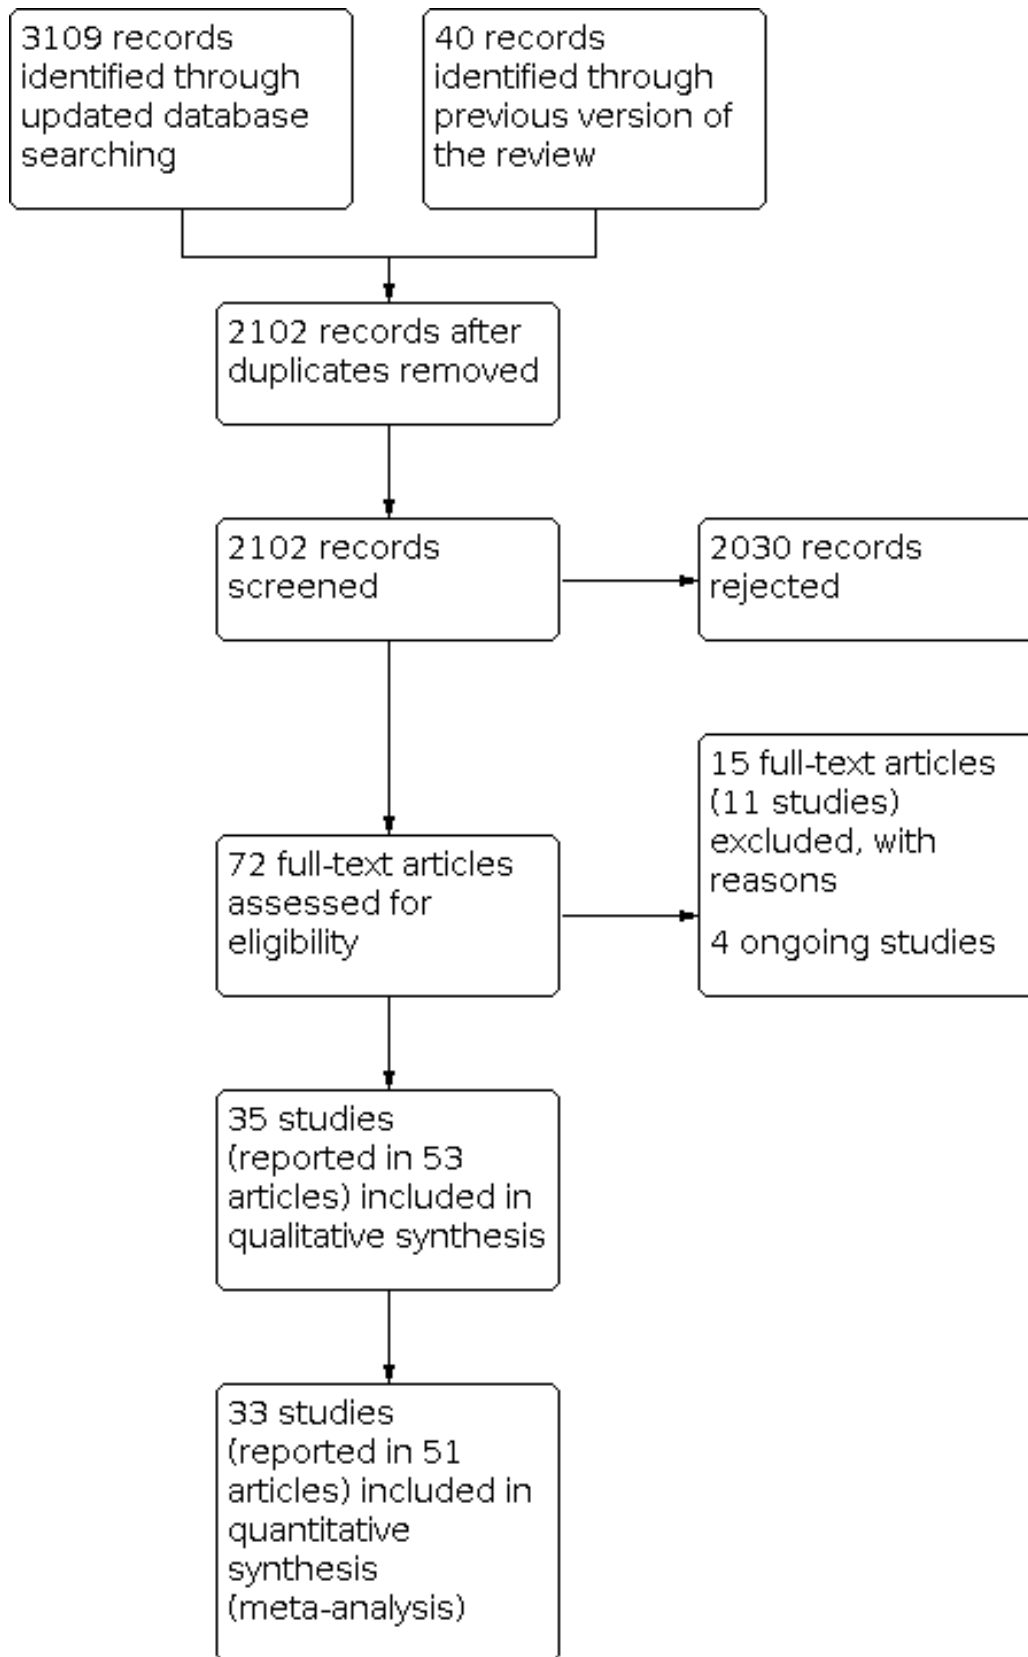 3109 records
identified through
updated database
searching
40 records
identified through
previous version of
the review
2102 records after
duplicates removed
2102 records
screened
2030 records
rejected
15 full-text articles
(11 studies)
excluded, with
reasons
4 ongoing studies
72 full-text articles
assessed for
eligibility
35 studies
(reported in 53
articles) included in
qualitative synthesis
33 studies
(reported in 51
articles) included in
quantitative
synthesis
(meta-analysis)